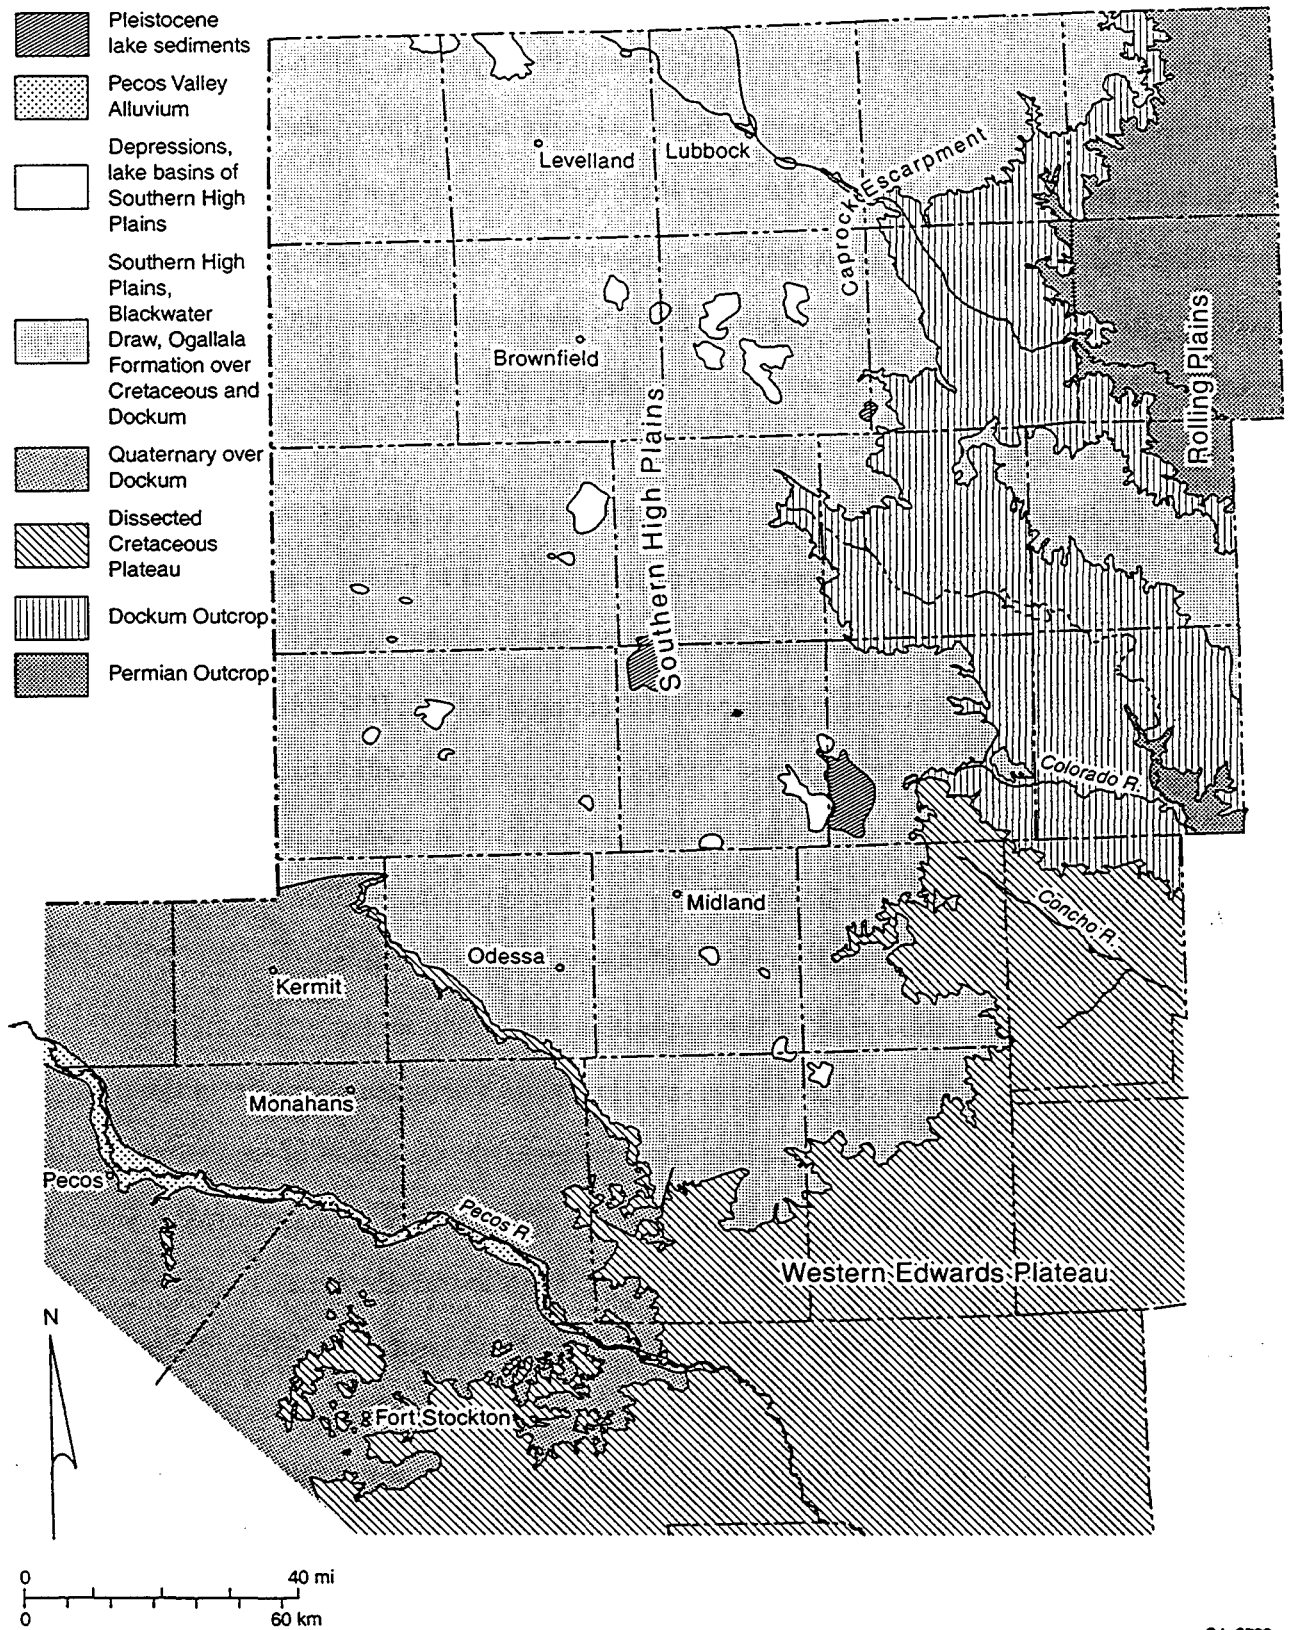 Pleistocene
lake sediments
Pecos Valley
Alluvium
Depressions,
lake basins of
Southern High
Plains
Southern High
Plains,
Blackwater
Draw, Ogallala
Formation over
Cretaceous and
Dockum
Quaternary over
Dockum
Dissected
Cretaceous
Plateau
Dockum Outcrop
Permian Outcrop
Levelland
Lubbock
Caprock Escarpment
Brownfield
Southern High Plains
Rolling Plains
Colorado R.
Midland
Concho R.
Odessa
Kermit
Monahans
Pecos
Pecos R.
Western Edwards Plateau
Fort Stockton
N
0 40 mi
0 60 km